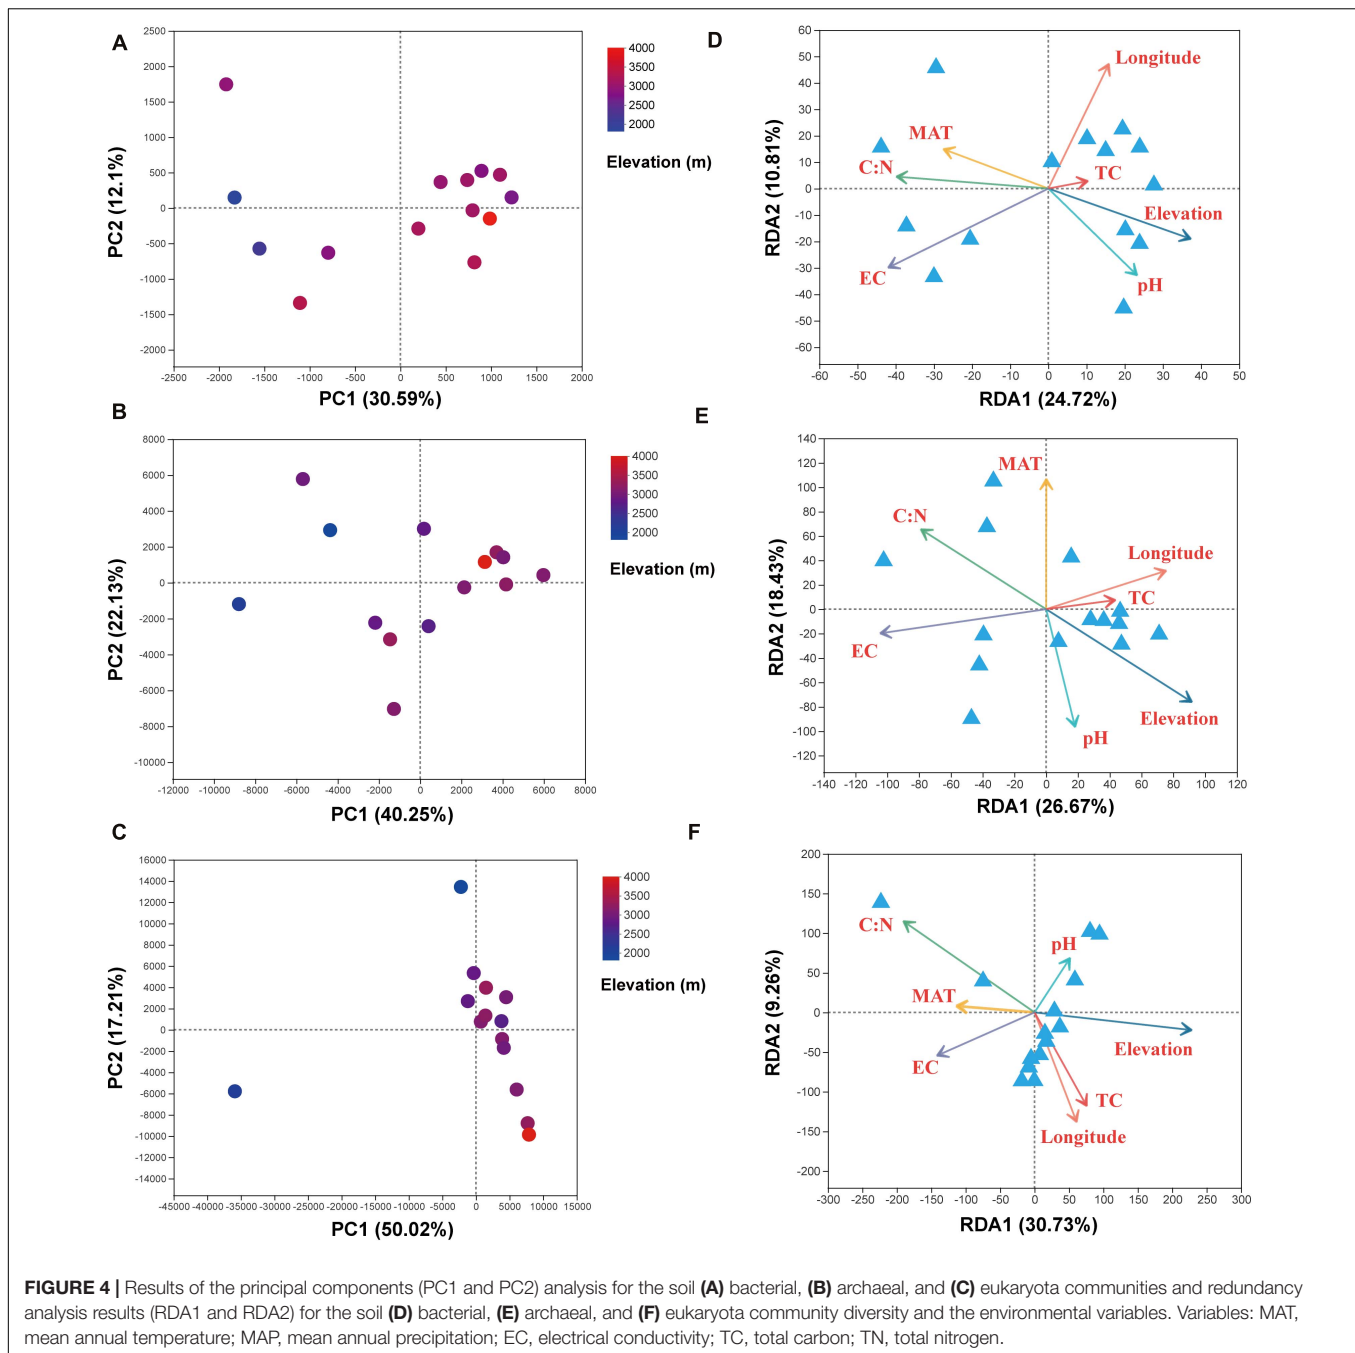 A
2500
2000
1500
1000
500
0
-500
-1000
-1500
-2000
-2500 -2000 -1500 -1000 -500 0 500 1000 1500 2000
PC1 (30.59%)
PC2 (12.1%)
4000
3500
3000
2500
2000
Elevation (m)
D
60
50
40
30
20
10
0
-10
-20
-30
-40
-50
-60
-60 -50 -40 -30 -20 -10 0 10 20 30 40 50
RDA1 (24.72%)
RDA2 (10.81%)
Longitude
MAT
C:N
TC
Elevation
EC
pH
B
8000
6000
4000
2000
0
-2000
-4000
-6000
-8000
-10000
-12000 -10000 -8000 -6000 -4000 -2000 0 2000 4000 6000 8000
PC1 (40.25%)
PC2 (22.13%)
4000
3500
3000
2500
2000
Elevation (m)
E
140
120
100
80
60
40
20
0
-20
-40
-60
-80
-100
-120
-140 -120 -100 -80 -60 -40 -20 0 20 40 60 80 100 120
RDA1 (26.67%)
RDA2 (18.43%)
MAT
C:N
Longitude
TC
EC
Elevation
pH
C
16000
14000
12000
10000
8000
6000
4000
2000
0
-2000
-4000
-6000
-8000
-10000
-12000
-14000
-45000 -40000 -35000 -30000 -25000 -20000 -15000 -10000 -5000 0 5000 10000 15000
PC1 (50.02%)
PC2 (17.21%)
4000
3500
3000
2500
2000
Elevation (m)
F
200
150
100
50
0
-50
-100
-150
-200
-300 -250 -200 -150 -100 -50 0 50 100 150 200 250 300
RDA1 (30.73%)
RDA2 (9.26%)
C:N
pH
MAT
Elevation
EC
TC
Longitude
FIGURE 4 | Results of the principal components (PC1 and PC2) analysis for the soil (A) bacterial, (B) archaeal, and (C) eukaryota communities and redundancy
analysis results (RDA1 and RDA2) for the soil (D) bacterial, (E) archaeal, and (F) eukaryota community diversity and the environmental variables. Variables: MAT,
mean annual temperature; MAP, mean annual precipitation; EC, electrical conductivity; TC, total carbon; TN, total nitrogen.